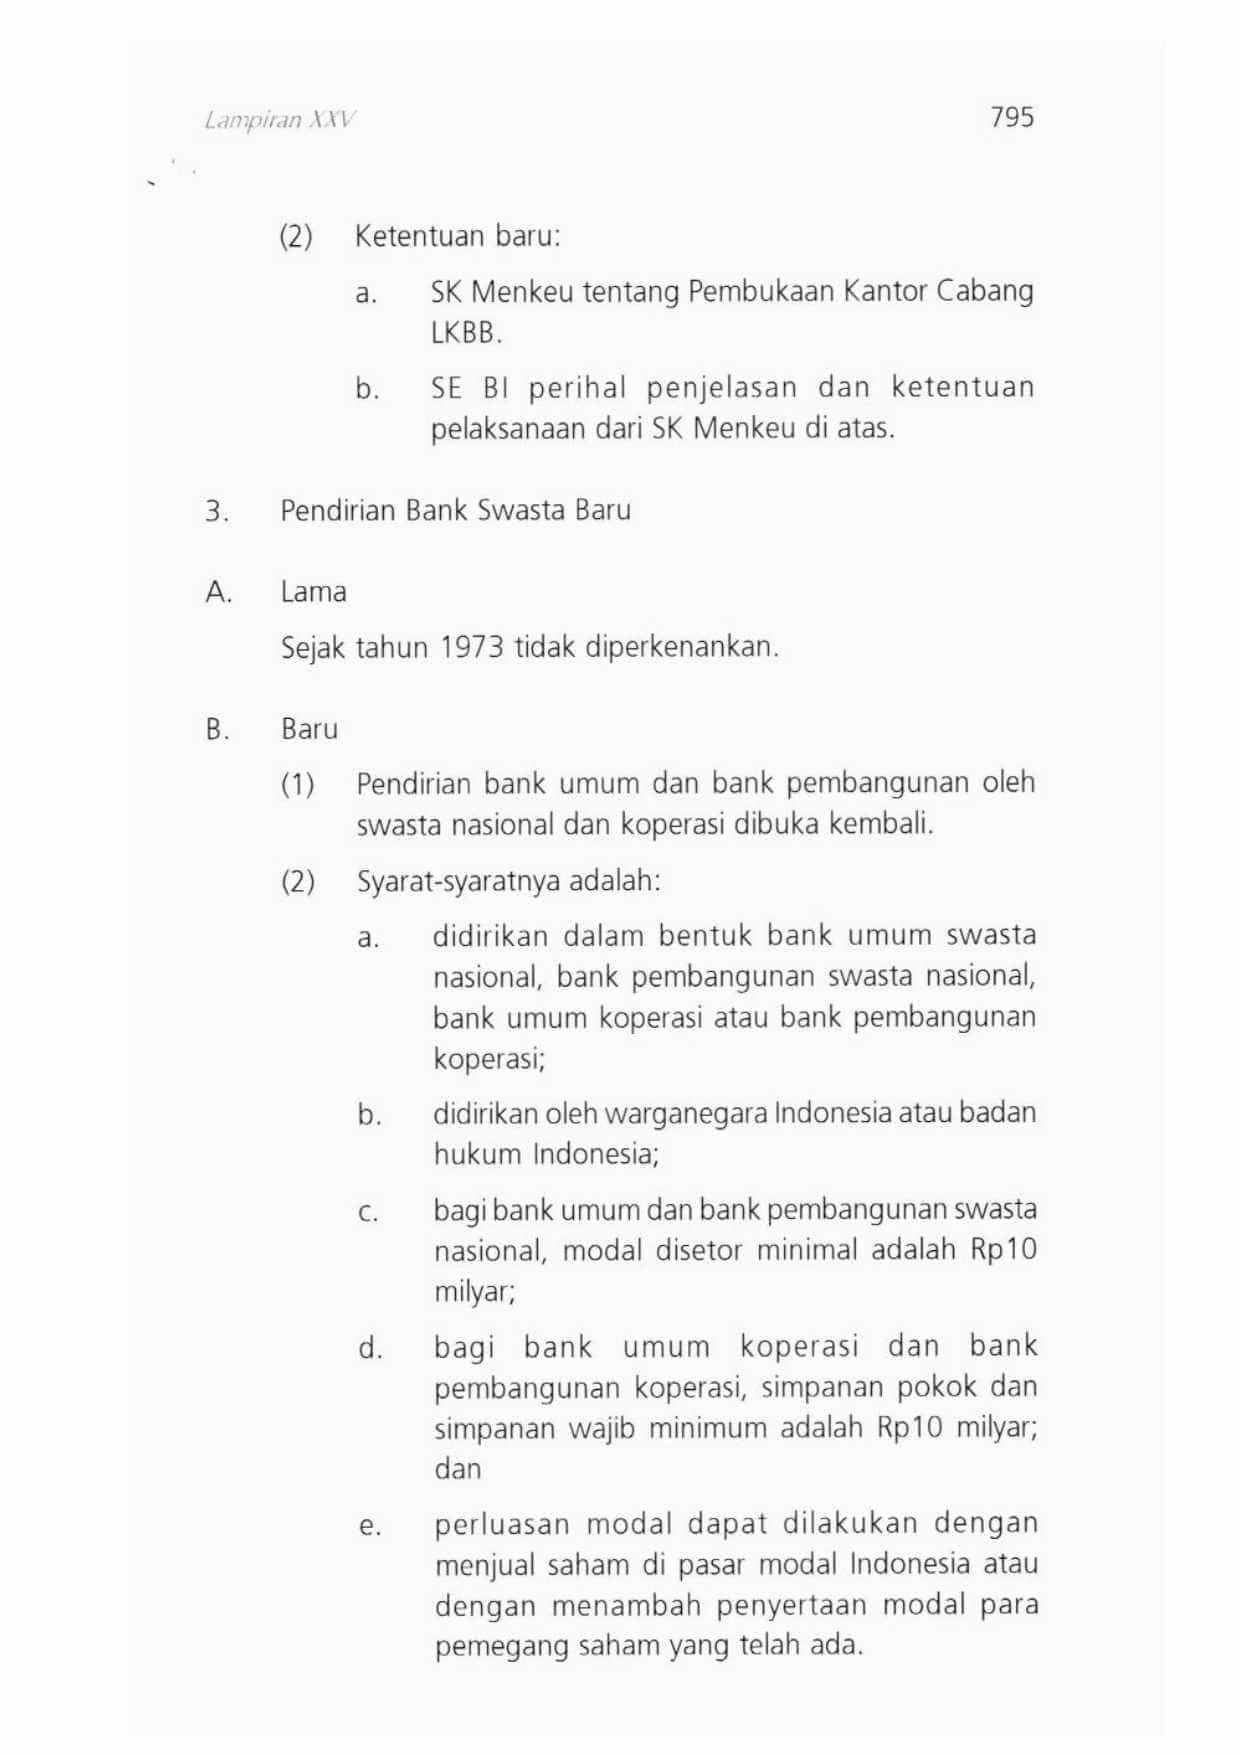 Lampiran XXV 795
(2) Ketentuan baru:
a. SK Menkeu tentang Pembukaan Kantor Cabang
LKBB.
b. SE BI perihal penjelasan dan ketentuan
pelaksanaan dari SK Menkeu di atas.
3. Pendirian Bank Swasta Baru
A. Lama
Sejak tahun 1973 tidak diperkenankan.
B. Baru
(1) Pendirian bank umum dan bank pembangunan oleh
swasta nasional dan koperasi dibuka kembali.
(2) Syarat-syaratnya adalah:
a. didirikan dalam bentuk bank umum swasta
nasional, bank pembangunan swasta nasional,
bank umum koperasi atau bank pembangunan
koperasi;
b. didirikan oleh warganegara Indonesia atau badan
hukum Indonesia;
c. bagi bank umum dan bank pembangunan swasta
nasional, modal disetor minimal adalah Rp10
milyar;
d. bagi bank umum koperasi dan bank
pembangunan koperasi, simpanan pokok dan
simpanan wajib minimum adalah Rp10 milyar;
dan
e. perluasan modal dapat dilakukan dengan
menjual saham di pasar modal Indonesia atau
dengan menambah penyertaan modal para
pemegang saham yang telah ada.